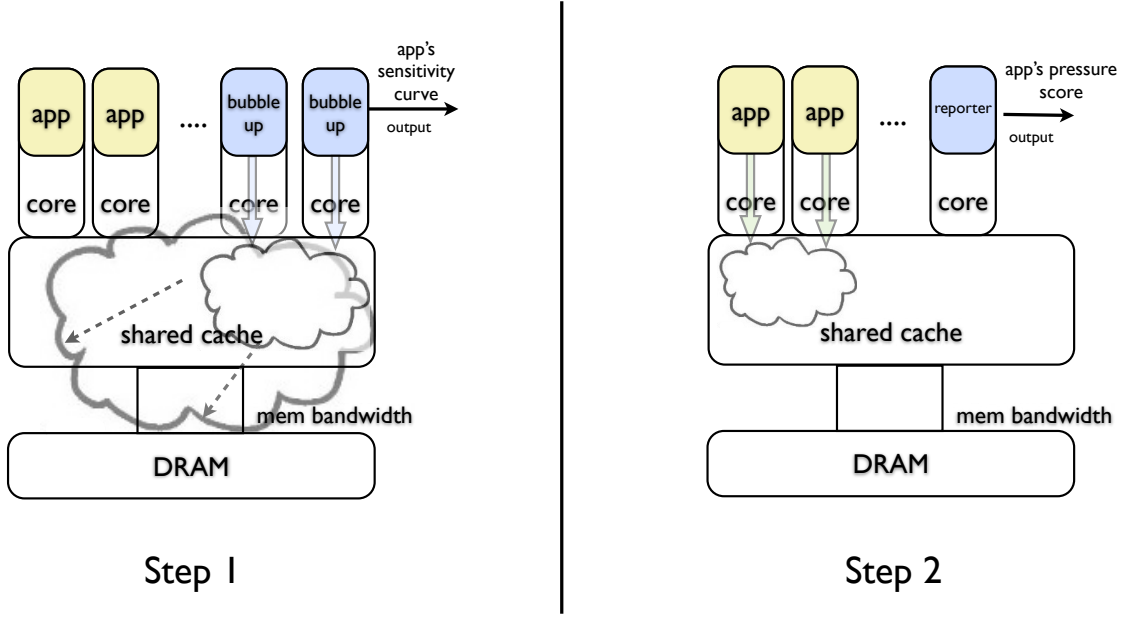 app's
sensitivity
curve
app
app
....
bubble
up
bubble
up
output
core
core
core
core
shared cache
mem bandwidth
DRAM
Step 1
app's pressure
score
app
app
....
reporter
output
core
core
core
shared cache
mem bandwidth
DRAM
Step 2